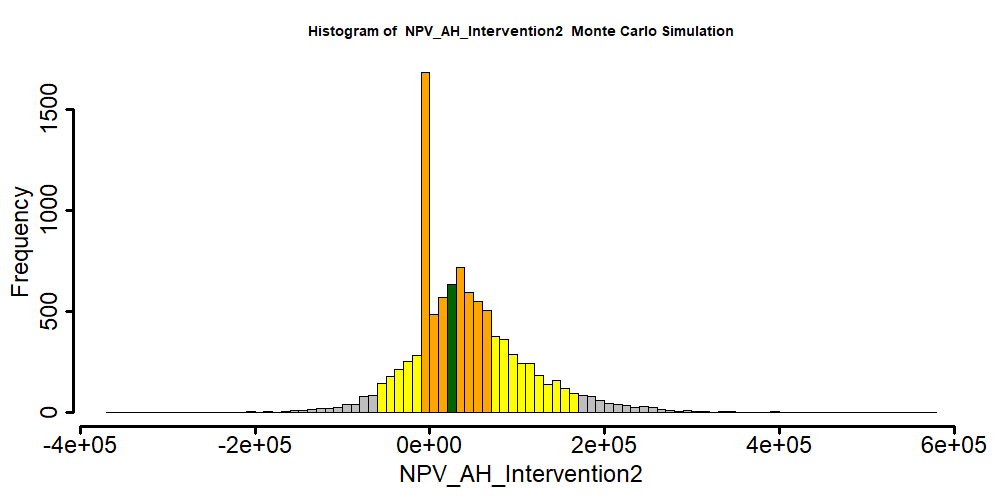 Histogram of  NPV_AH_Intervention2  Monte Carlo Simulation
Frequency
1500
1000
500
0
-4e+05 -2e+05 0e+00 2e+05 4e+05 6e+05
NPV_AH_Intervention2